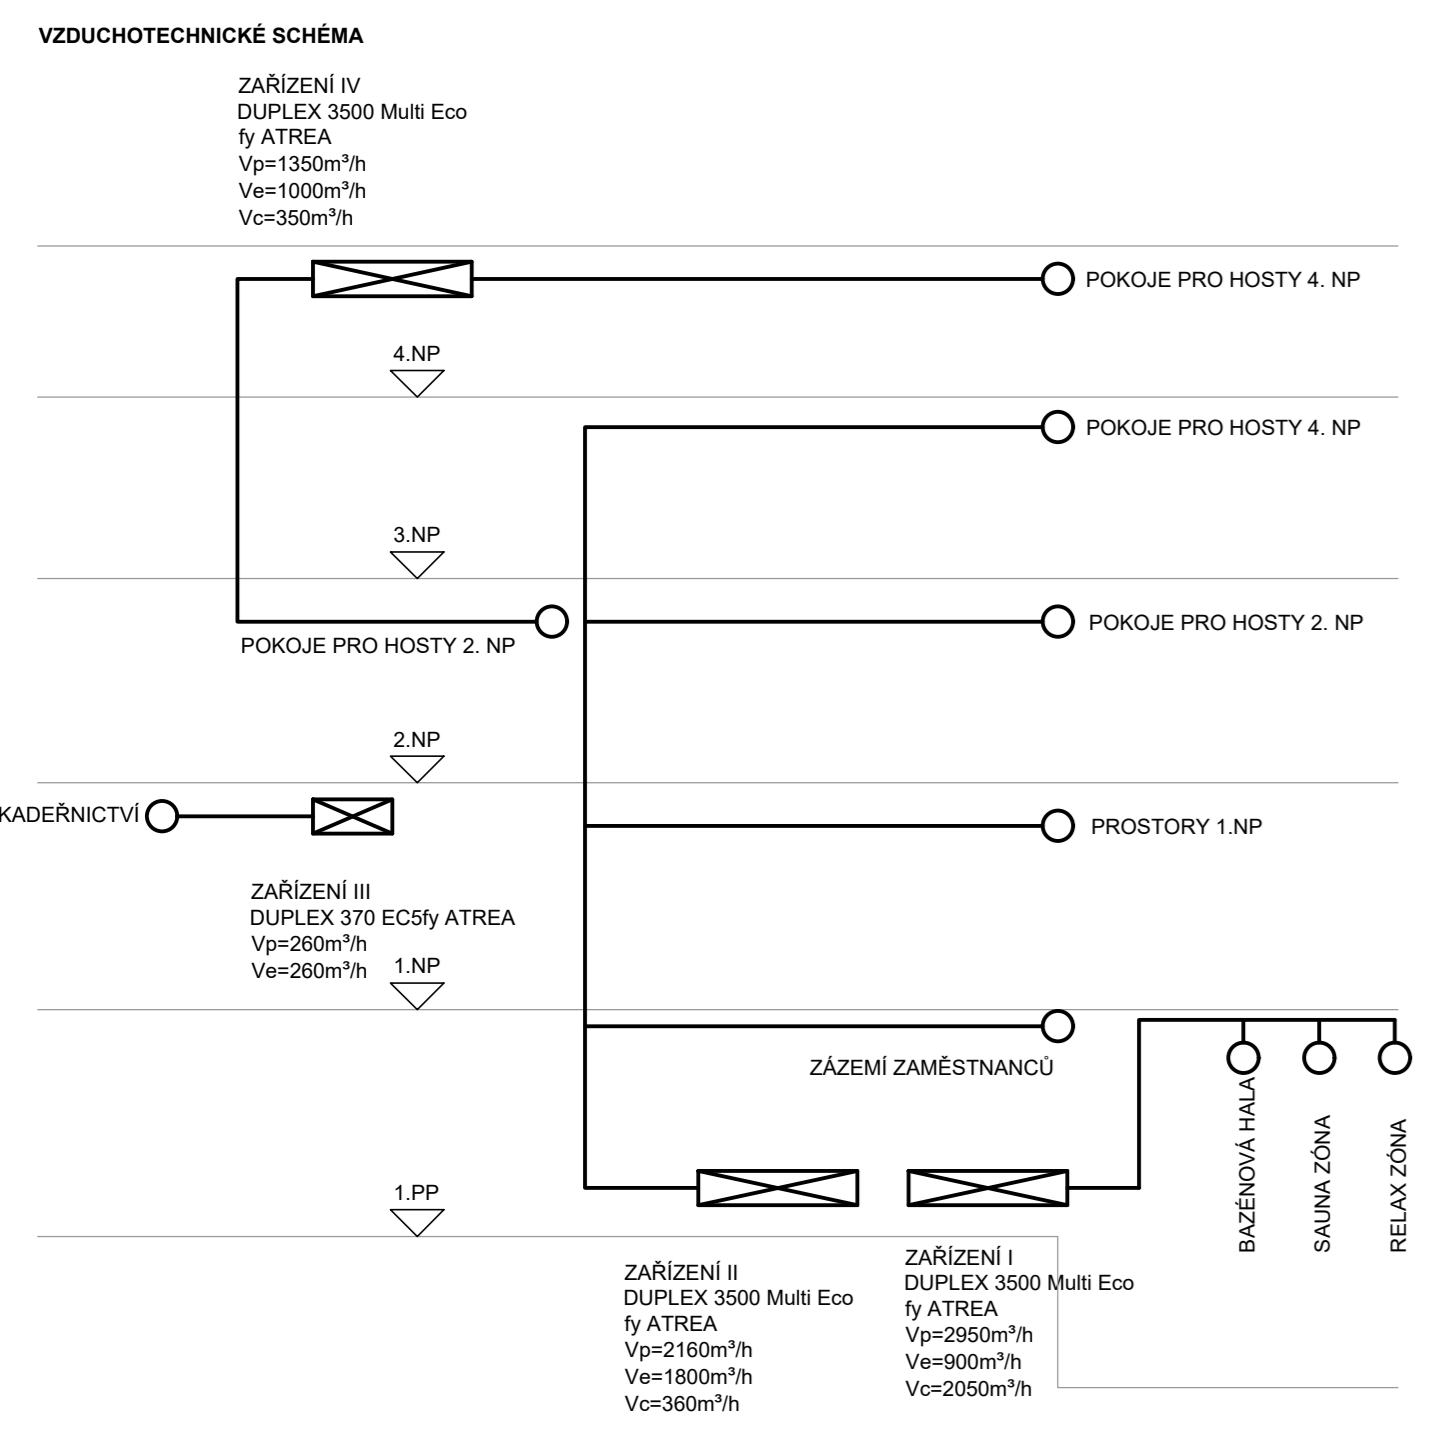 VZDUCHOTECHNICKÉ SCHÉMA
ZAŘÍZENÍ IV
DUPLEX 3500 Multi Eco
fy ATREA
Vp=1350m³/h
Ve=1000m³/h
Vc=350m³/h
POKOJE PRO HOSTY 4. NP
4.NP
POKOJE PRO HOSTY 4. NP
3.NP
POKOJE PRO HOSTY 2. NP
POKOJE PRO HOSTY 2. NP
2.NP
KADEŘNICTVÍ
PROSTORY 1.NP
ZAŘÍZENÍ III
DUPLEX 370 EC5fy ATREA
Vp=260m³/h
Ve=260m³/h
1.NP
ZÁZEMÍ ZAMĚSTNANCŮ
BAZÉNOVÁ HALA
SAUNA ZÓNA
RELAX ZÓNA
1.PP
ZAŘÍZENÍ II
DUPLEX 3500 Multi Eco
fy ATREA
Vp=2160m³/h
Ve=1800m³/h
Vc=360m³/h
ZAŘÍZENÍ I
DUPLEX 3500 Multi Eco
fy ATREA
Vp=2950m³/h
Ve=900m³/h
Vc=2050m³/h